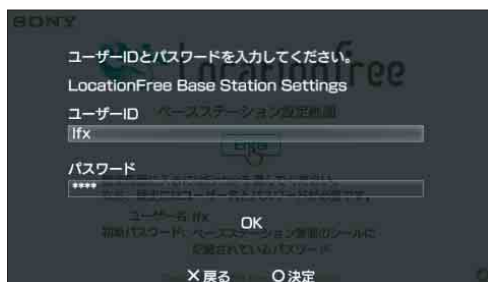 SONY
ユーザーIDとパスワードを入力してください。
LocationFree
LocationFree Base Station Settings
ユーザーID
ベースステーション設定画面
lfx
パスワード
****
ユーザー名 lfx
OK
初期パスワード：ベースステーション背面のシールに
記載されているパスワード
×戻る
○決定